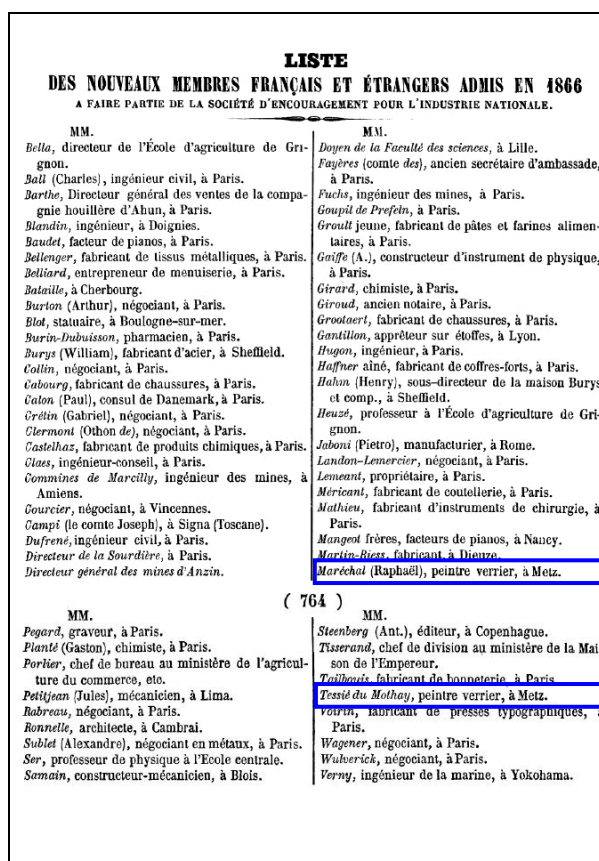 LISTE
DES NOUVEAUX MEMBRES FRANÇAIS ET ÉTRANGERS ADMIS EN 1866
A FAIRE PARTIE DE LA SOCIÉTÉ D'ENCOURAGEMENT POUR L'INDUSTRIE NATIONALE.
MM.
Bella, directeur de l'École d'agriculture de Gri-
gnon.
Ball (Charles), ingénieur civil, à Paris.
Barthe, Directeur général des ventes de la compa-
gnie houillère d'Ahun, à Paris.
Blandin, ingénieur, à Doignies.
Baudet, facteur de pianos, à Paris.
Bellenger, fabricant de tissus métalliques, à Paris.
Belliard, entrepreneur de menuiserie, à Paris.
Bataille, à Cherbourg.
Burton (Arthur), négociant, à Paris.
Blot, statuaire, à Boulogne-sur-mer.
Burin-Dubuisson, pharmacien, à Paris.
Burys (William), fabricant d'acier, à Sheffield.
Collin, négociant, à Paris.
Cabourg, fabricant de chaussures, à Paris.
Calon (Paul), consul de Danemark, à Paris.
Crétin (Gabriel), négociant, à Paris.
Clermont (Othon de), négociant, à Paris.
Castelhaz, fabricant de produits chimiques, à Paris.
Claes, ingénieur-conseil, à Paris.
Commines de Marcilly, ingénieur des mines, à
Amiens.
Courcier, négociant, à Vincennes.
Campi (le comte Joseph), à Signa (Toscane).
Dufrené, ingénieur civil, à Paris.
Directeur de la Sourdière, à Paris.
Directeur général des mines d'Anzin.
MM.
Doyen de la Faculté des sciences, à Lille.
Fayères (comte des), ancien secrétaire d'ambassade,
à Paris.
Fuchs, ingénieur des mines, à Paris.
Goupil de Prefeln, à Paris.
Groult jeune, fabricant de pâtes et farines alimen-
taires, à Paris.
Gaiffe (A.), constructeur d'instrument de physique,
à Paris.
Girard, chimiste, à Paris.
Giroud, ancien notaire, à Paris.
Grootaert, fabricant de chaussures, à Paris.
Gantillon, apprêteur sur étoffes, à Lyon.
Hugon, ingénieur, à Paris.
Haffner aîné, fabricant de coffres-forts, à Paris.
Hahm (Henry), sous-directeur de la maison Burys
et comp., à Sheffield.
Heuzé, professeur à l'École d'agriculture de Gri-
gnon.
Jaboni (Pietro), manufacturier, à Rome.
Landon-Lemercier, négociant, à Paris.
Lemeant, propriétaire, à Paris.
Méricant, fabricant de coutellerie, à Paris.
Mathieu, fabricant d'instruments de chirurgie, à
Paris.
Mangeot frères, facteurs de pianos, à Nancy.
Martin-Biess, fabricant, à Dieuze.
Maréchal (Raphaël), peintre verrier, à Metz.
( 764 )
MM.
Pegard, graveur, à Paris.
Planté (Gaston), chimiste, à Paris.
Porlier, chef de bureau au ministère de l'agricul-
ture du commerce, etc.
Petitjean (Jules), mécanicien, à Lima.
Rabreau, négociant, à Paris.
Ronnelle, architecte, à Cambrai.
Sublet (Alexandre), négociant en métaux, à Paris.
Ser, professeur de physique à l'Ecole centrale.
Samain, constructeur-mécanicien, à Blois.
MM.
Steenberg (Ant.), éditeur, à Copenhague.
Tisserand, chef de division au ministère de la Mai
son de l'Empereur.
Tailbouis, fabricant de bonneterie, à Paris.
Tessié du Mothay, peintre verrier, à Metz.
Voirin, fabricant de presses typographiques, à
Paris.
Wagener, négociant, à Paris.
Wulverick, négociant, à Paris.
Verny, ingénieur de la marine, à Yokohama.